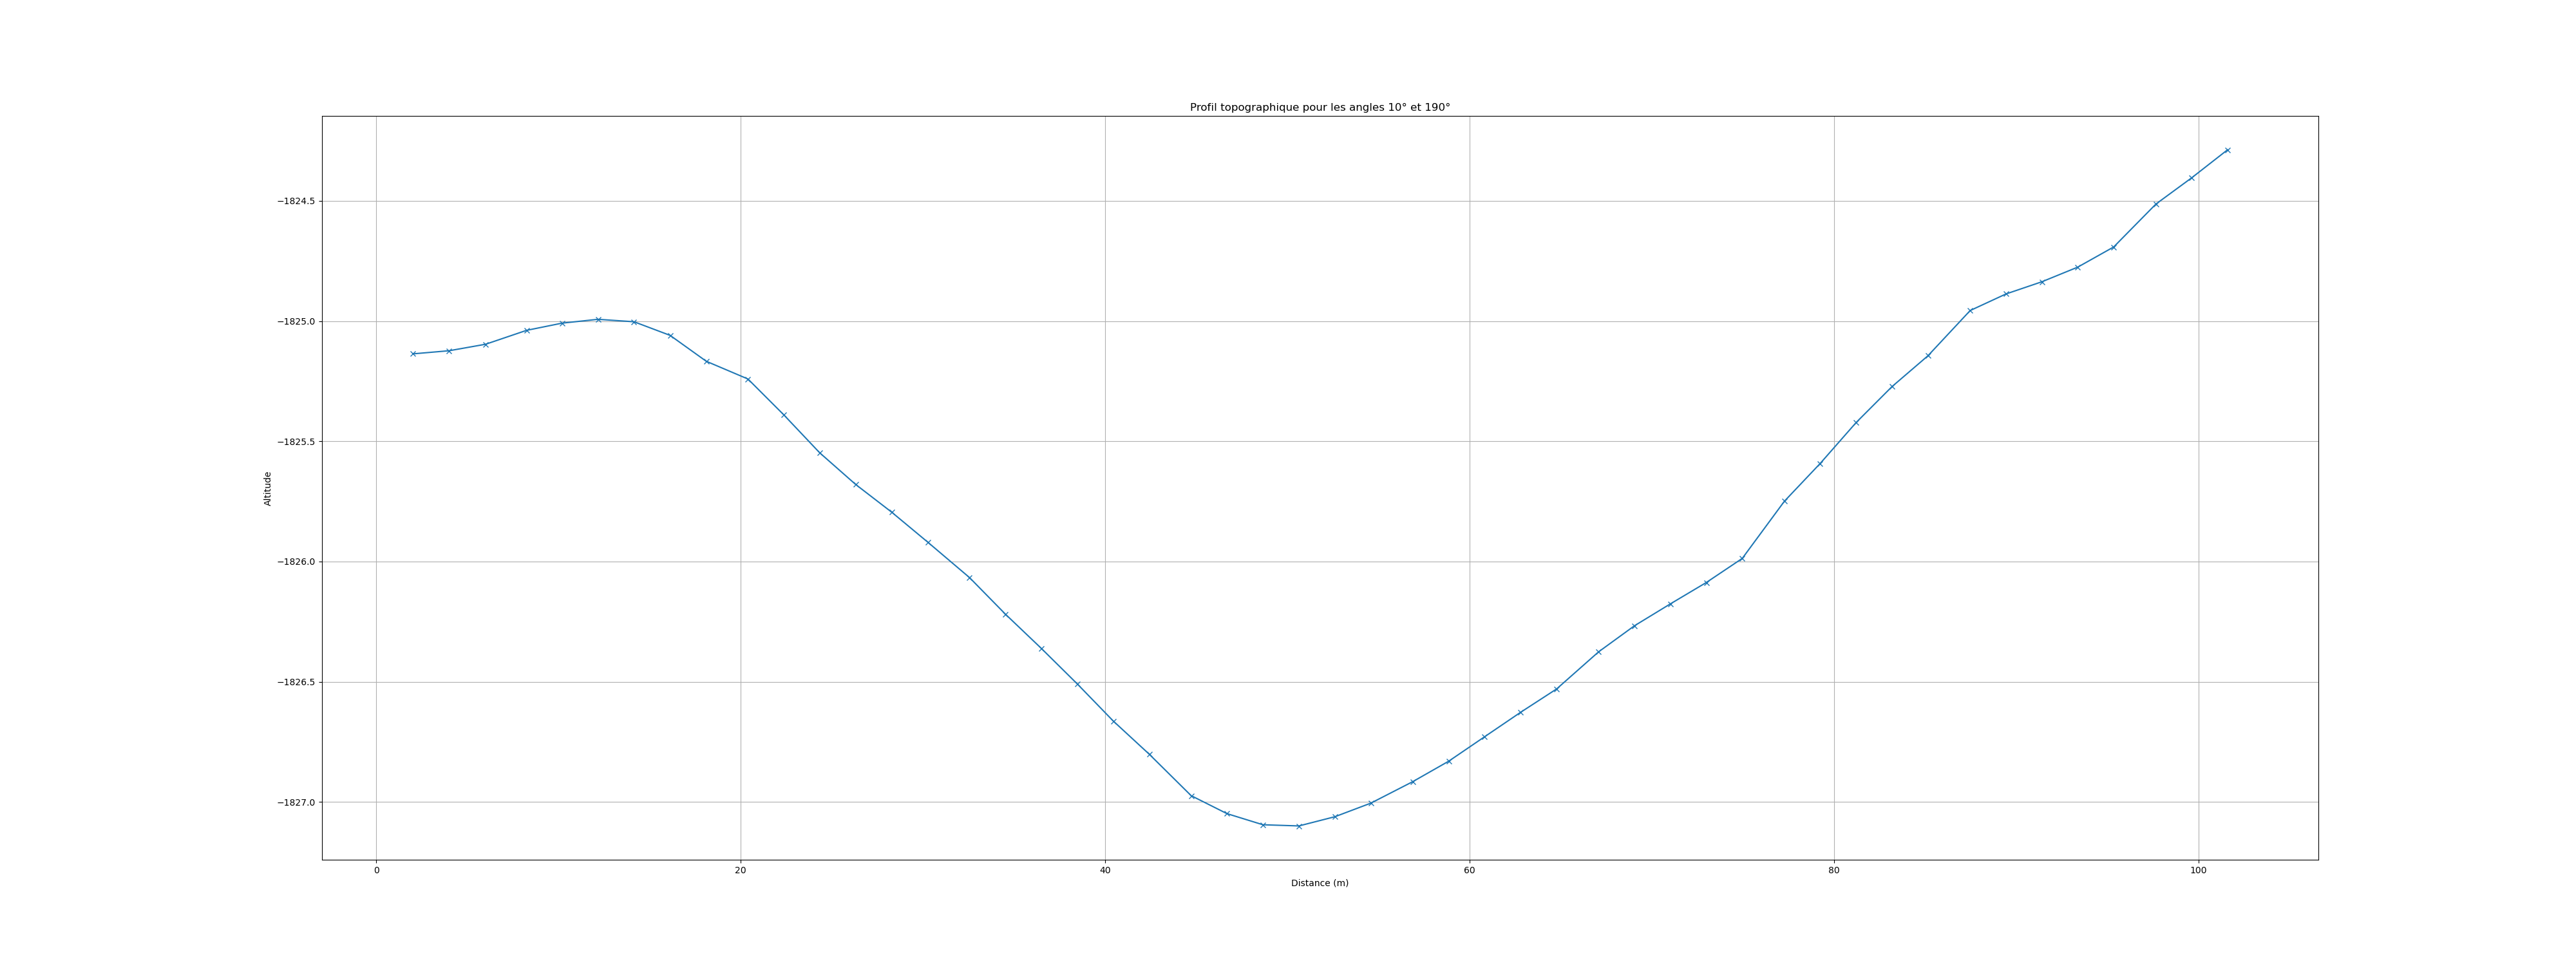 Profil topographique pour les angles 10° et 190°
Altitude
−1824.5
−1825.0
−1825.5
−1826.0
−1826.5
−1827.0
0 20 40 60 80 100
Distance (m)